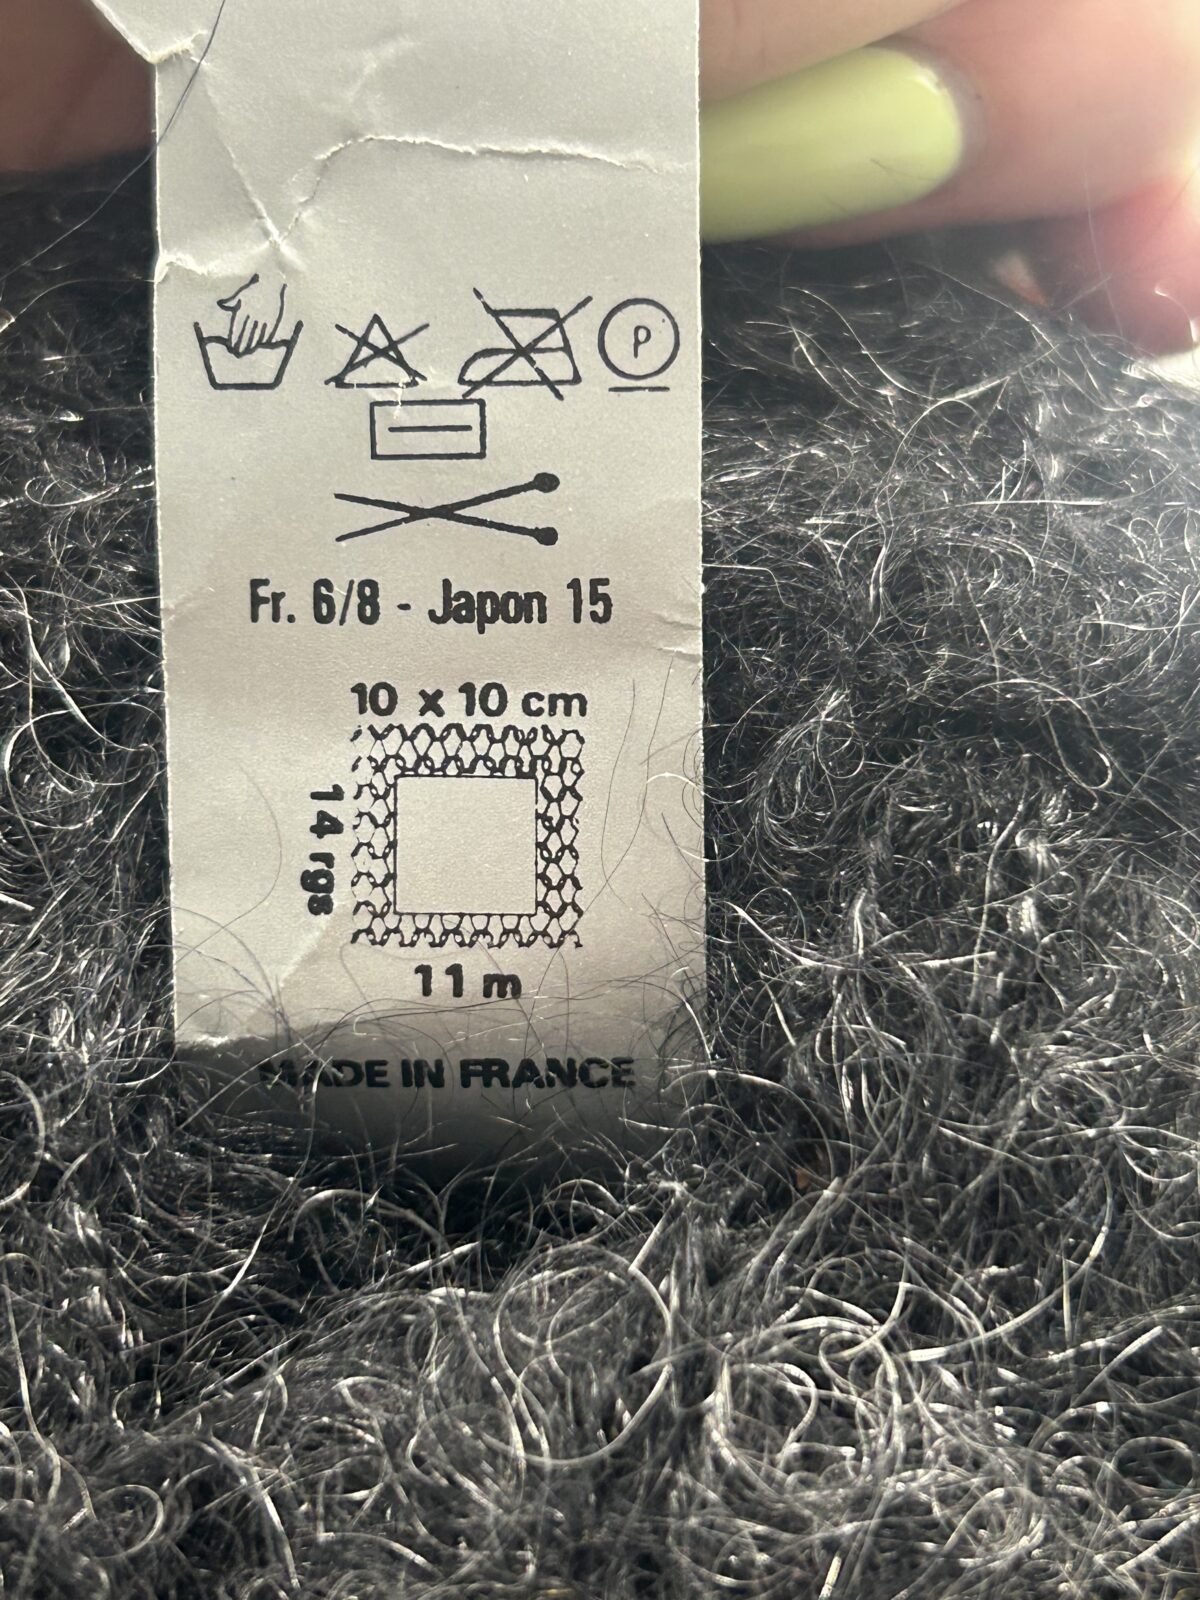 P
Fr. 6/8 - Japon 15
10 x 10 cm
14 rgs
11 m
MADE IN FRANCE